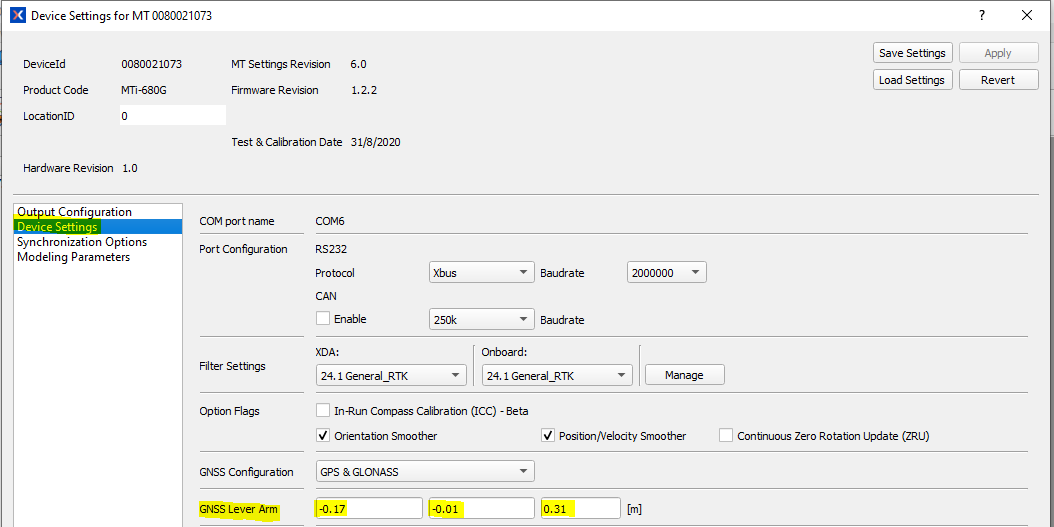 Device Settings for MT 0080021073
?
Save Settings Apply
DeviceId 0080021073 MT Settings Revision 6.0
Load Settings Revert
Product Code MTi-680G Firmware Revision 1.2.2
LocationID 0
Test & Calibration Date 31/8/2020
Hardware Revision 1.0
Output Configuration
Device Settings
Synchronization Options
Modeling Parameters
COM port name COM6
Port Configuration RS232
Protocol Xbus Baudrate 2000000
CAN
Enable 250k Baudrate
XDA: Onboard:
Filter Settings
24.1 General_RTK 24.1 General_RTK Manage
Option Flags In-Run Compass Calibration (ICC) - Beta
Orientation Smoother Position/Velocity Smoother Continuous Zero Rotation Update (ZRU)
GNSS Configuration GPS & GLONASS
GNSS Lever Arm -0.17 -0.01 0.31 [m]